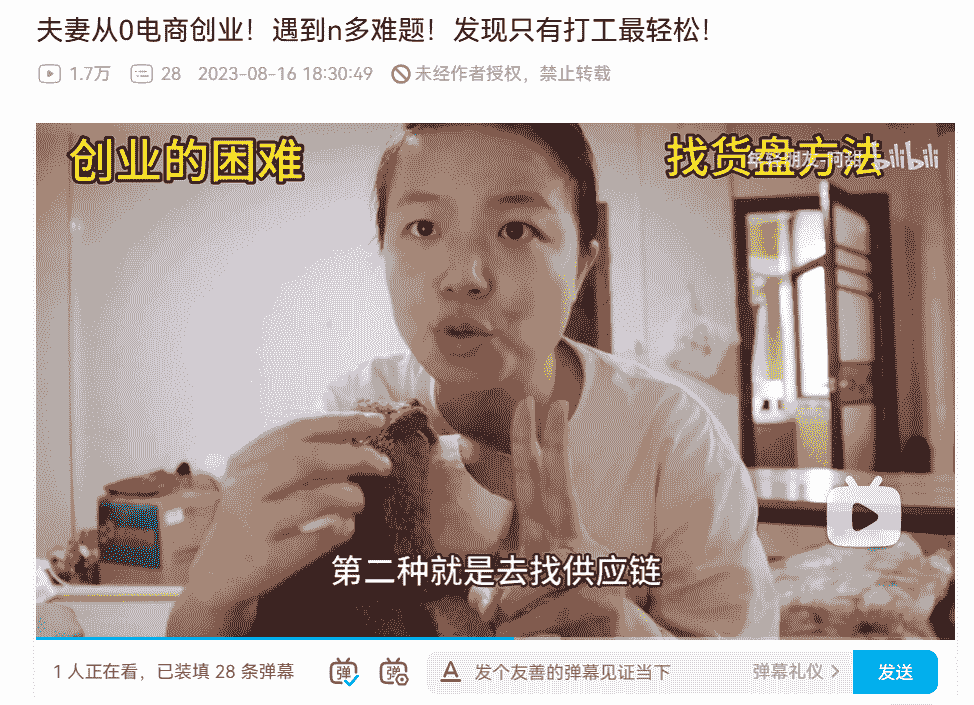 夫妻从0电商创业！遇到n多难题！发现只有打工最轻松！
1.7万 28 2023-08-16 18:30:49 未经作者授权，禁止转载
创业的困难
找货盘方法
bilibili
第二种就是去找供应链
1 人正在看，已装填 28 条弹幕
弹 弹 A 发个友善的弹幕见证当下 弹幕礼仪 发送